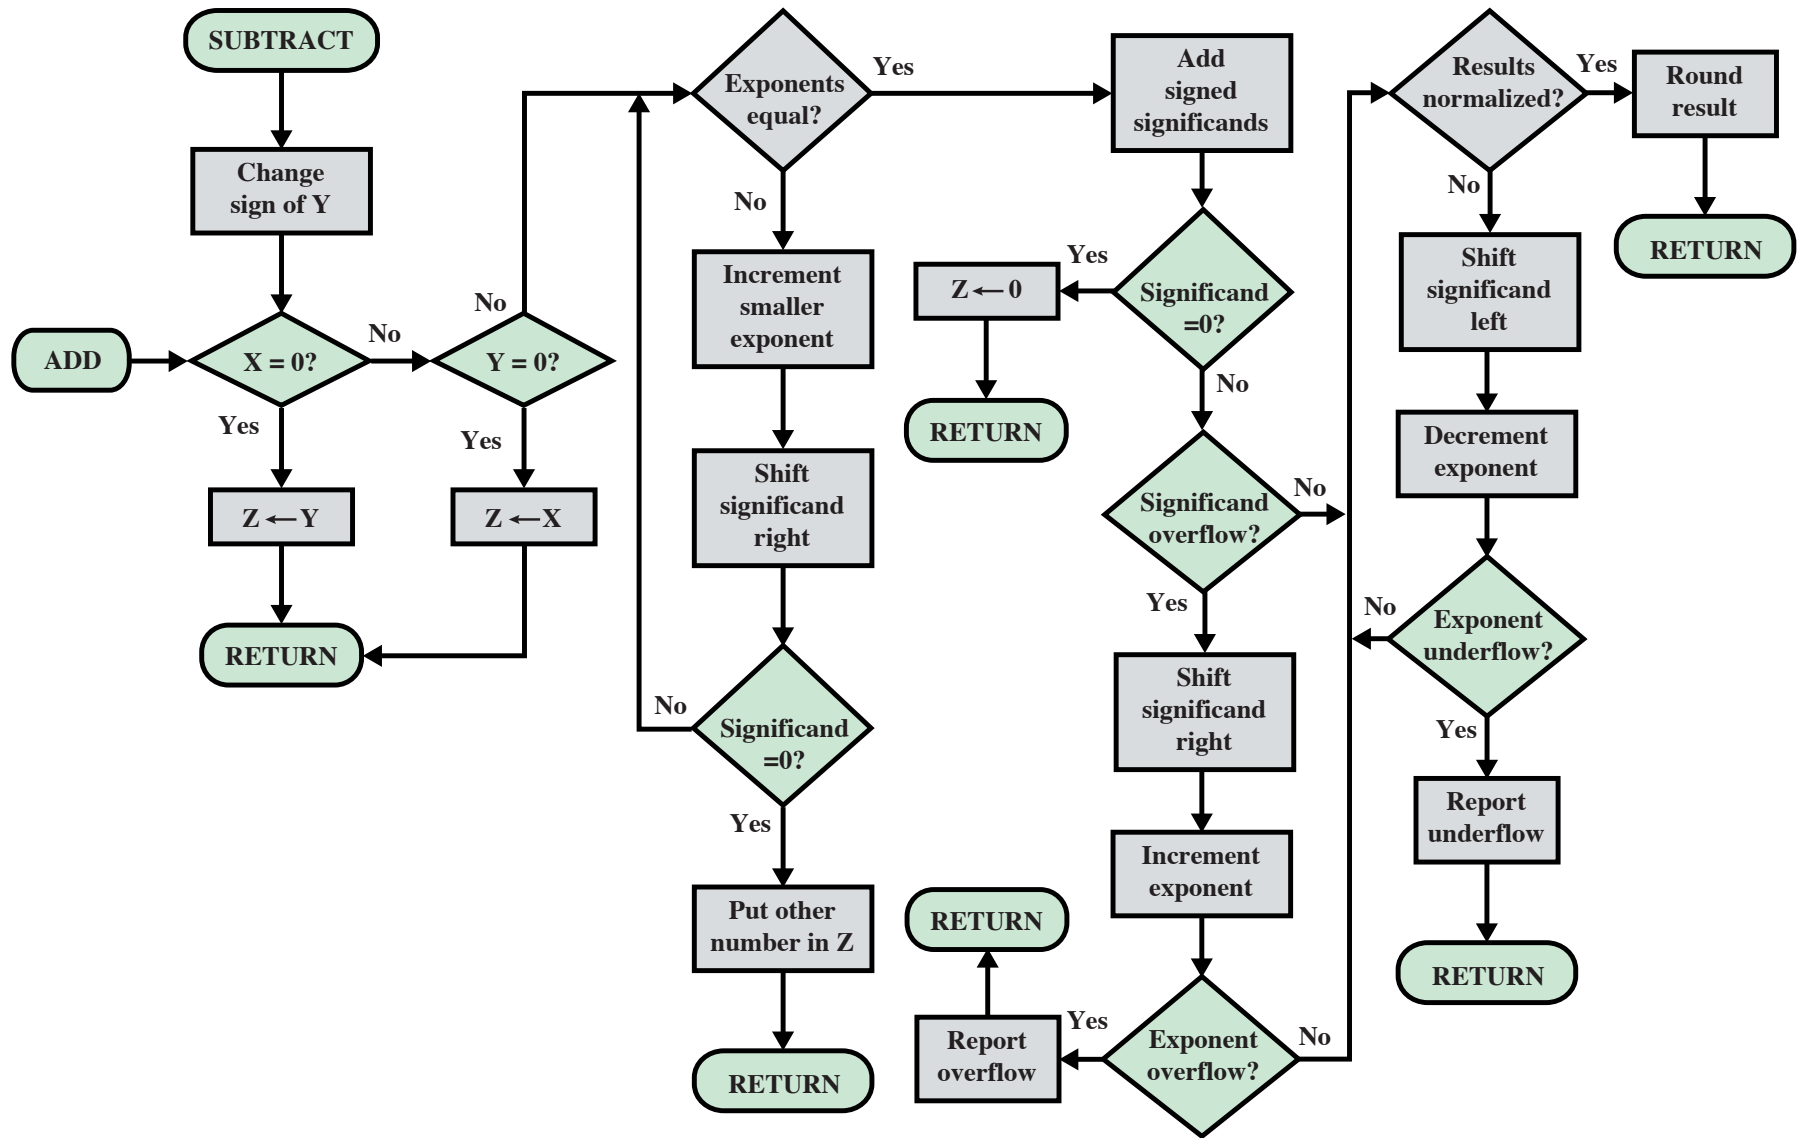 SUBTRACT
Change
sign of Y
ADD
X = 0?
No
Yes
Z ← Y
RETURN
Y = 0?
No
Yes
Z ← X
Exponents
equal?
Yes
No
Increment
smaller
exponent
Shift
significand
right
Significand
=0?
No
Yes
Put other
number in Z
RETURN
Add
signed
significands
Significand
=0?
Yes
Z ← 0
RETURN
No
Significand
overflow?
No
Yes
Shift
significand
right
Increment
exponent
Exponent
overflow?
Yes
Report
overflow
RETURN
No
Results
normalized?
Yes
Round
result
RETURN
No
Shift
significand
left
Decrement
exponent
Exponent
underflow?
No
Yes
Report
underflow
RETURN